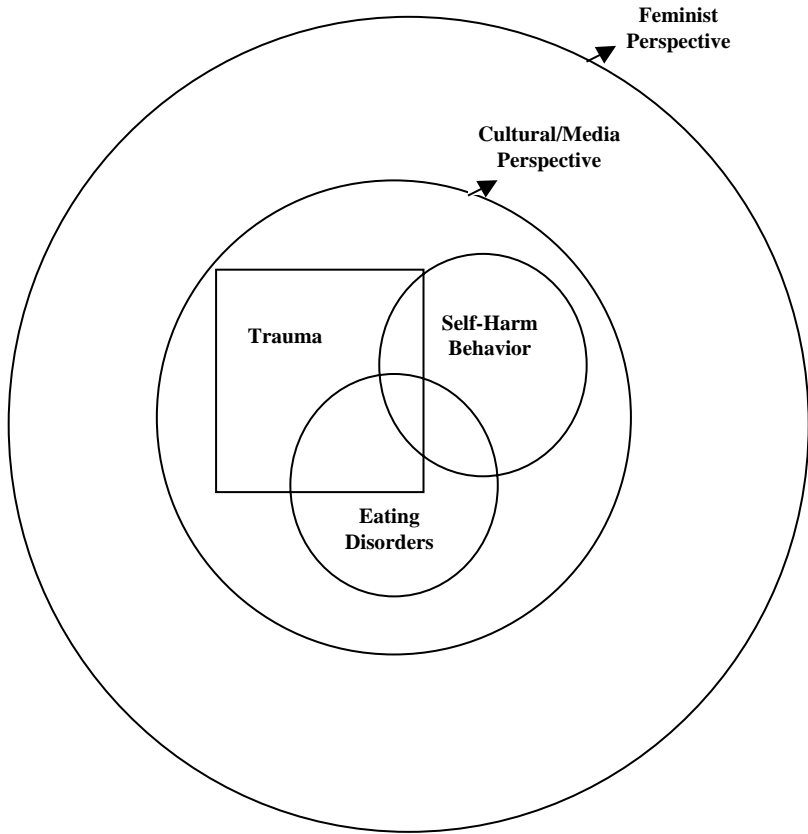 Feminist
Perspective
Cultural/Media
Perspective
Trauma
Self-Harm
Behavior
Eating
Disorders